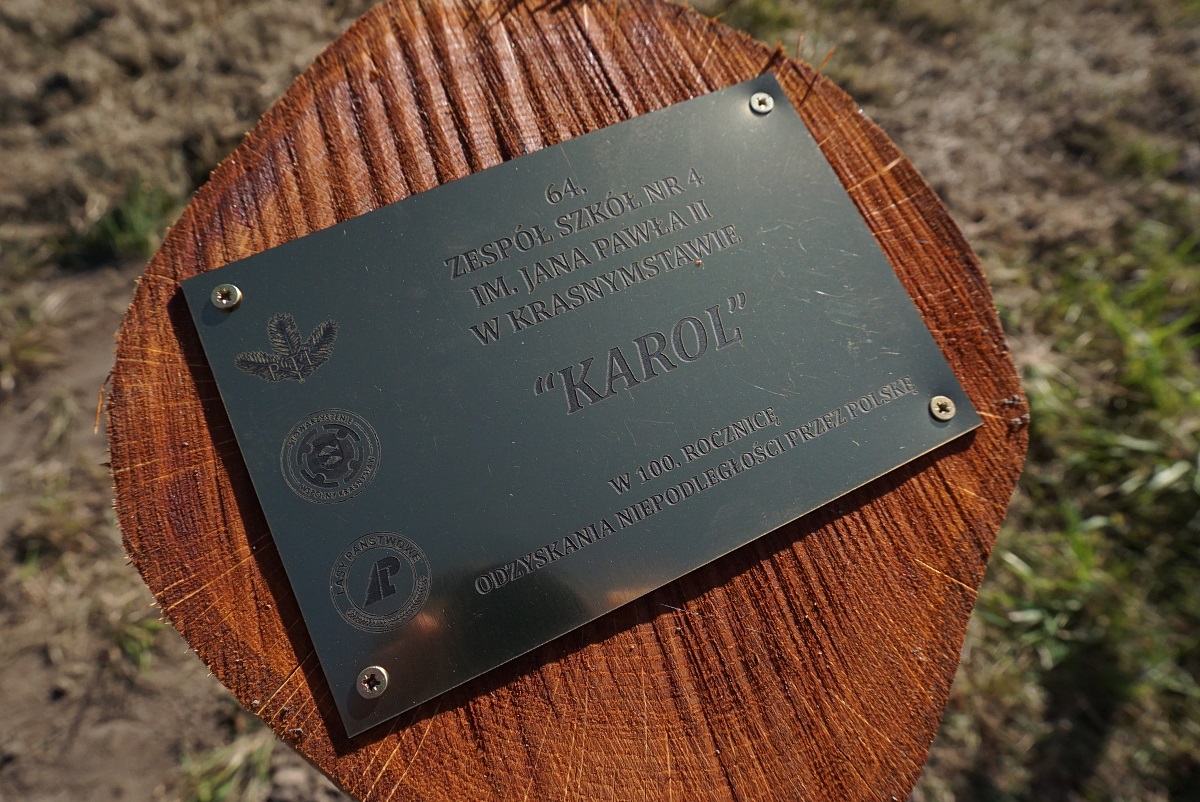 64.
ZESPÓŁ SZKÓŁ NR 4
IM. JANA PAWŁA II
W KRASNYMSTAWIE
“KAROL”
W 100. ROCZNICĘ
ODZYSKANIA NIEPODLEGŁOŚCI PRZEZ POLSKĘ
STOWARZYSZENIE
LASY PAŃSTWOWE